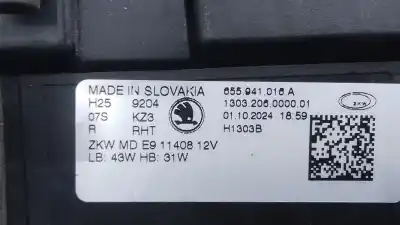 MADE IN SLOVAKIA 655.941.016 A
H25 9204 1303.206.0000.01
07S KZ3 01.10.2024 18:59
R RHT H1303B
ZKW MD E9 11408 12V
LB: 43W HB: 31W
ZKW